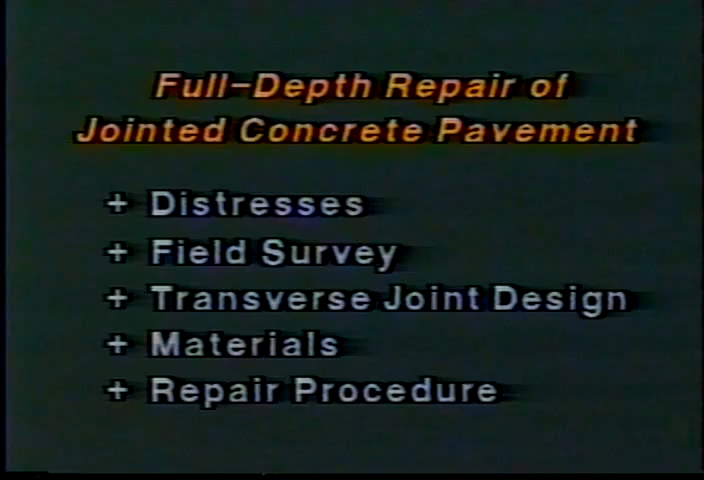 Full-Depth Repair of
Jointed Concrete Pavement
+ Distresses
+ Field Survey
+ Transverse Joint Design
+ Materials
+ Repair Procedure